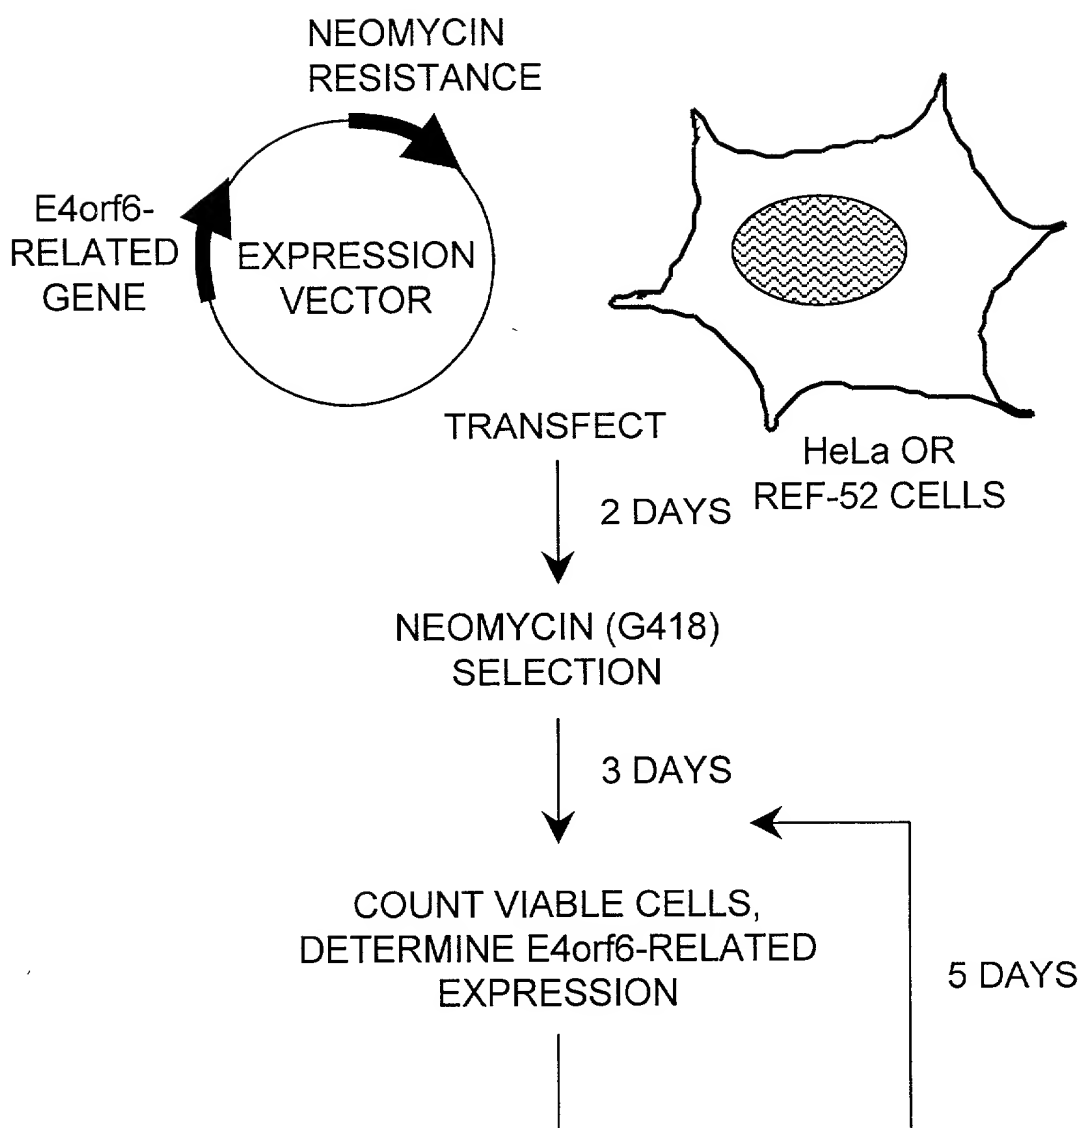 NEOMYCIN
RESISTANCE
E4orf6-
RELATED
GENE
EXPRESSION
VECTOR
TRANSFECT
HeLa OR
REF-52 CELLS
2 DAYS
NEOMYCIN (G418)
SELECTION
3 DAYS
COUNT VIABLE CELLS,
DETERMINE E4orf6-RELATED
EXPRESSION
5 DAYS